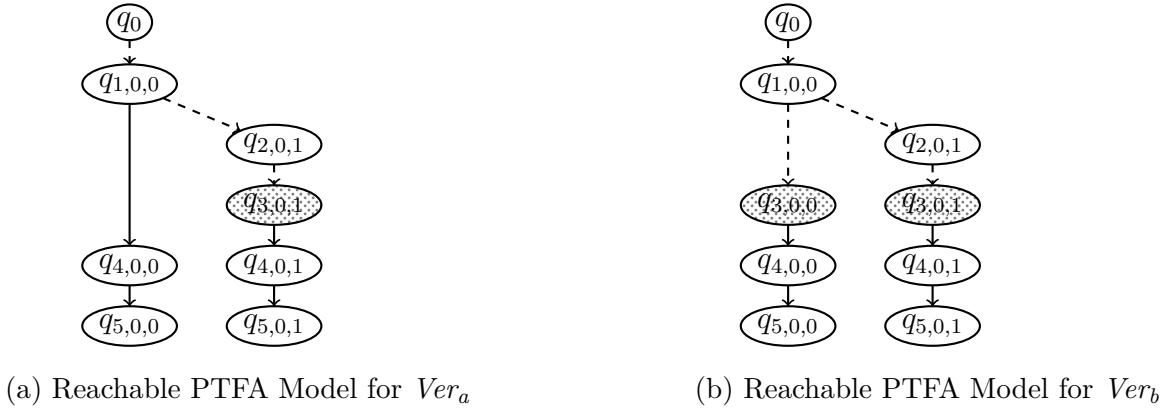 q0
q1,0,0
q2,0,1
q3,0,1
q4,0,0
q4,0,1
q5,0,0
q5,0,1
(a) Reachable PTFA Model for Vera
q0
q1,0,0
q2,0,1
q3,0,0
q3,0,1
q4,0,0
q4,0,1
q5,0,0
q5,0,1
(b) Reachable PTFA Model for Verb